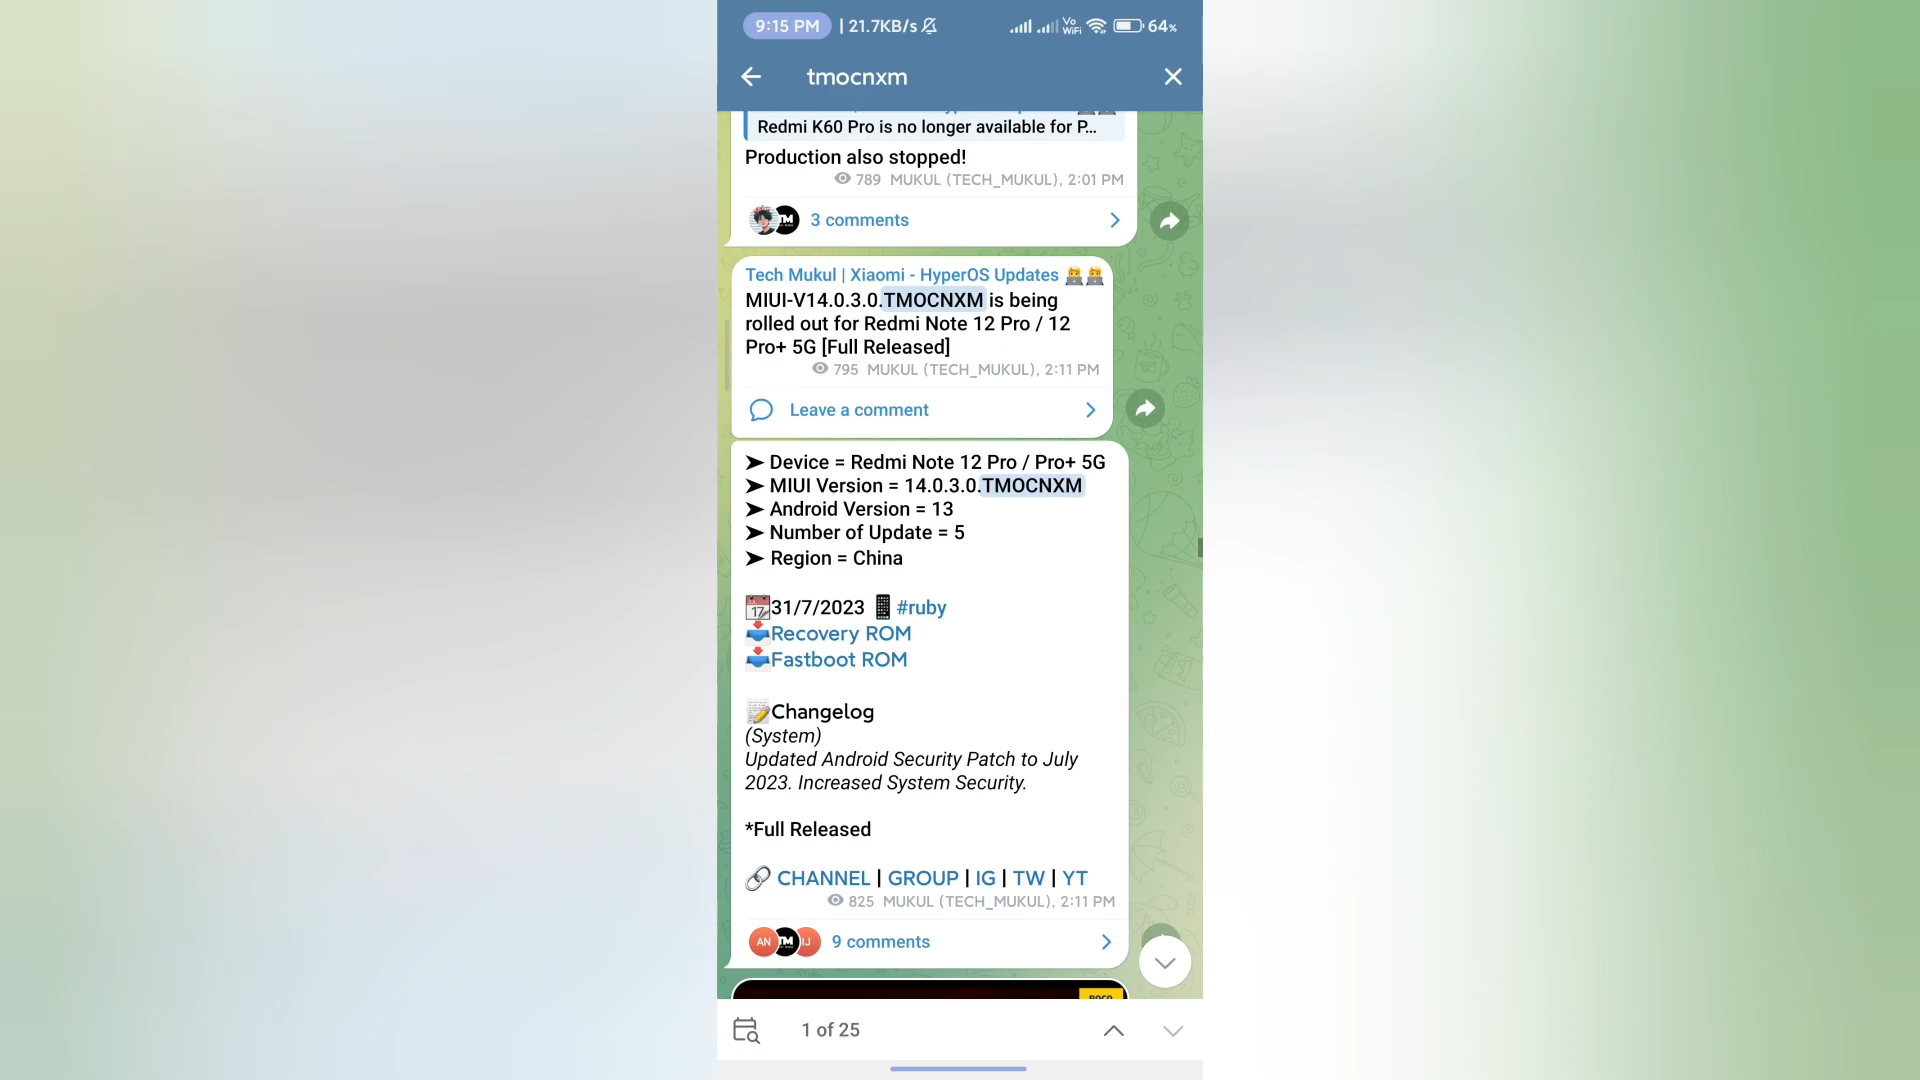 9:15 PM | 21.7KB/s Vo WiFi 64%
tmocnxm
Redmi K60 Pro is no longer available for P...
Production also stopped!
789 MUKUL (TECH_MUKUL), 2:01 PM
TM 3 comments
Tech Mukul | Xiaomi - HyperOS Updates
MIUI-V14.0.3.0.TMOCNXM is being
rolled out for Redmi Note 12 Pro / 12
Pro+ 5G [Full Released]
795 MUKUL (TECH_MUKUL), 2:11 PM
Leave a comment
➤ Device = Redmi Note 12 Pro / Pro+ 5G
➤ MIUI Version = 14.0.3.0.TMOCNXM
➤ Android Version = 13
➤ Number of Update = 5
➤ Region = China
📅31/7/2023 📱#ruby
📥Recovery ROM
📥Fastboot ROM
📝Changelog
(System)
Updated Android Security Patch to July
2023. Increased System Security.
*Full Released
🔗 CHANNEL | GROUP | IG | TW | YT
825 MUKUL (TECH_MUKUL), 2:11 PM
AN TM IJ 9 comments
1 of 25